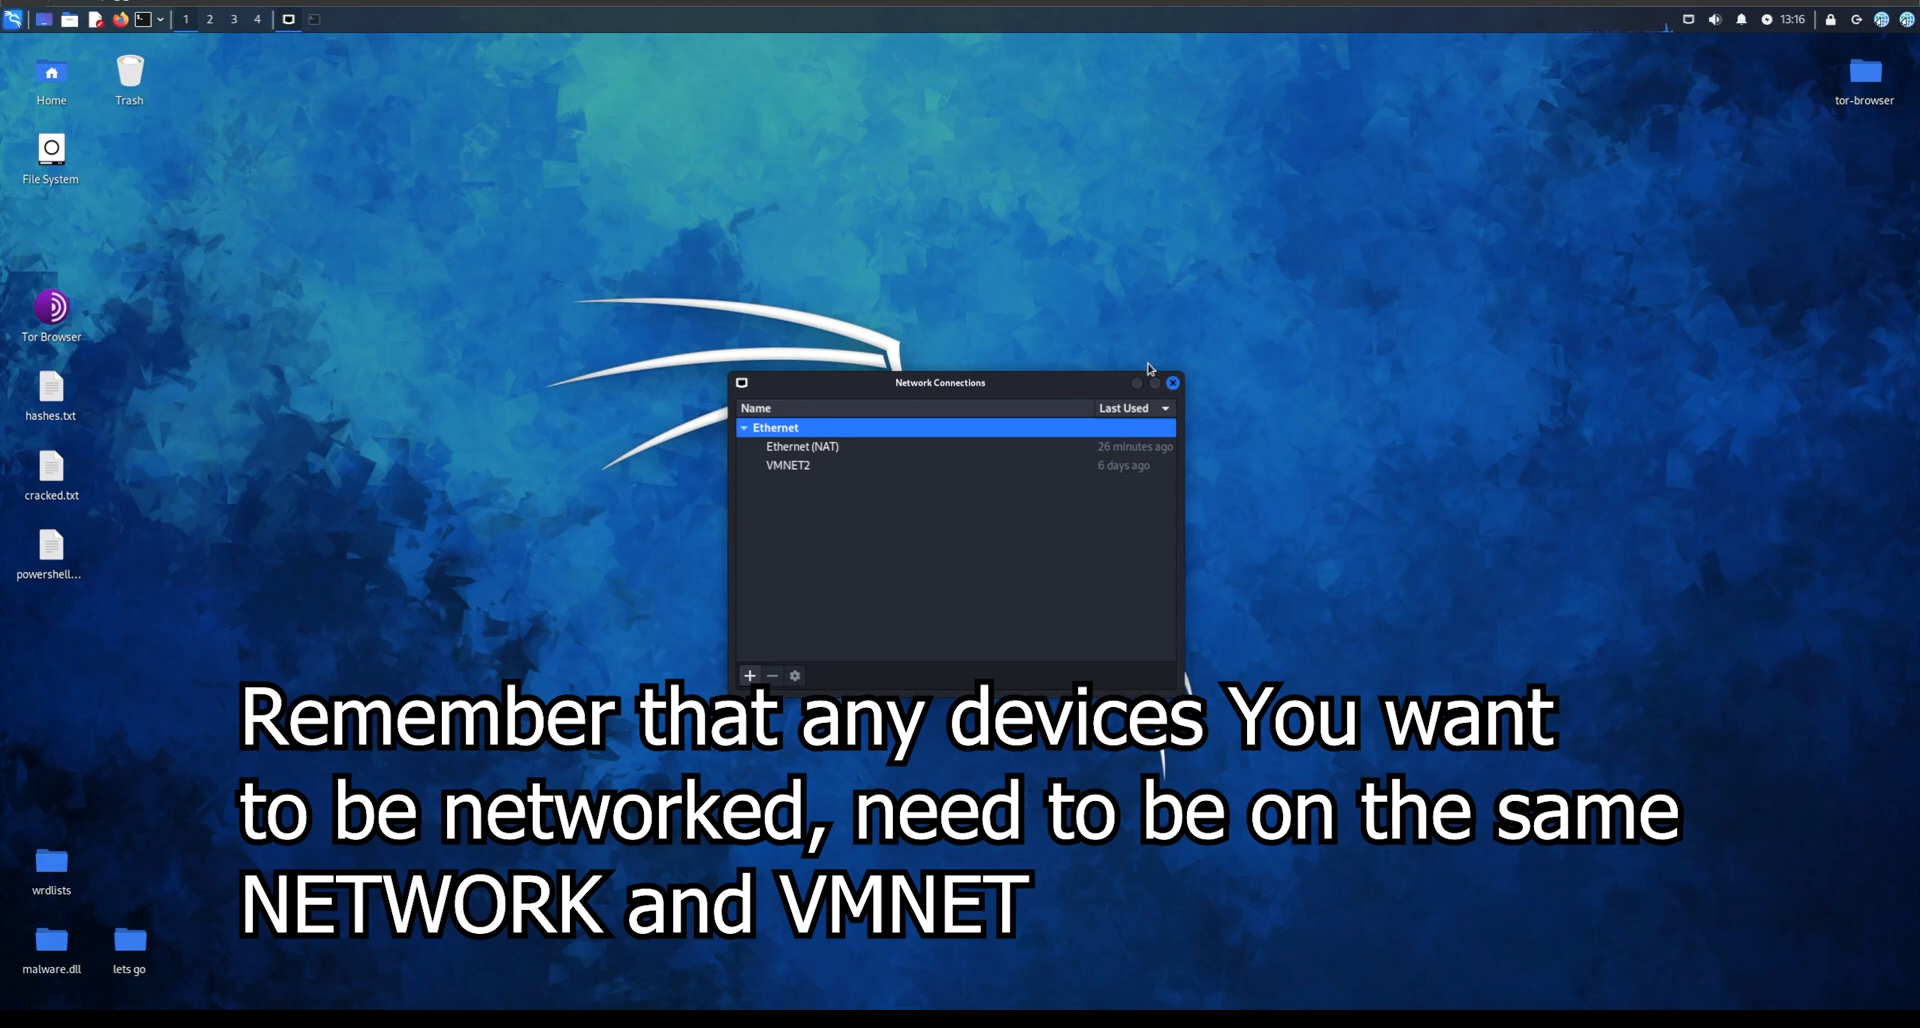 1 2 3 4
13:16
Home
Trash
tor-browser
File System
Tor Browser
hashes.txt
cracked.txt
powershell...
Network Connections
Name Last Used
Ethernet
Ethernet (NAT) 26 minutes ago
VMNET2 6 days ago
Remember that any devices You want
to be networked, need to be on the same
NETWORK and VMNET
wrdlists
malware.dll
lets go